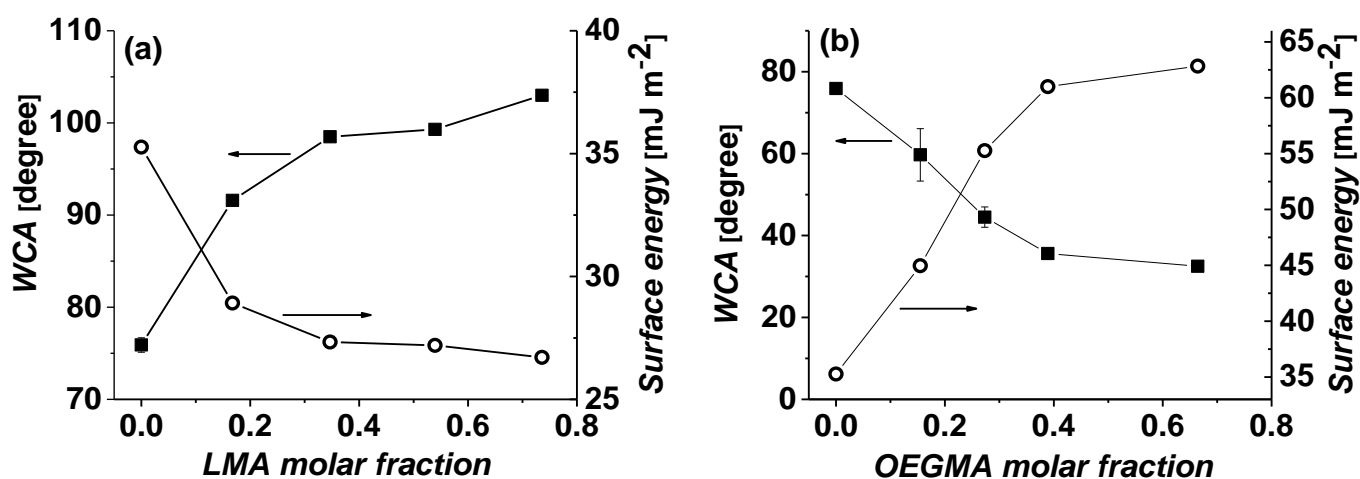 (a)
110
100
90
80
70
WCA [degree]
40
35
30
25
Surface energy [mJ m-2]
0.0 0.2 0.4 0.6 0.8
LMA molar fraction
(b)
80
60
40
20
0
WCA [degree]
65
60
55
50
45
40
35
Surface energy [mJ m-2]
0.0 0.2 0.4 0.6 0.8
OEGMA molar fraction